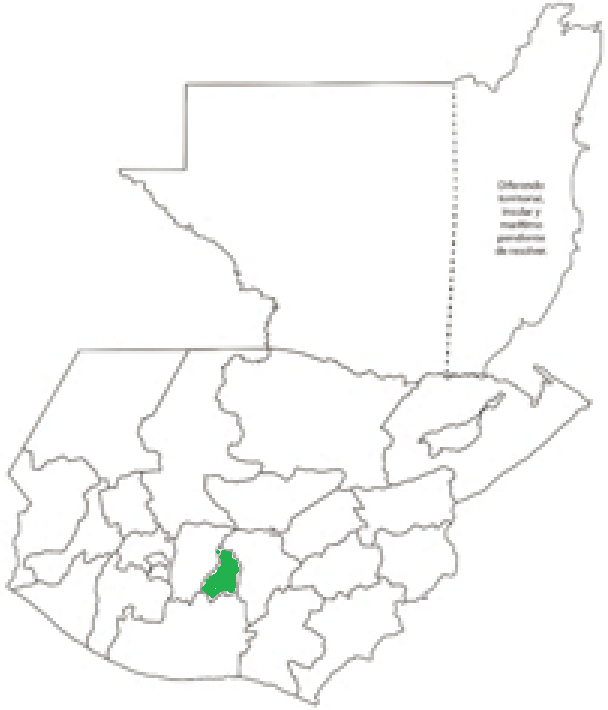 Diferendo
territorial,
insular y
marítimo
pendiente
de resolver.